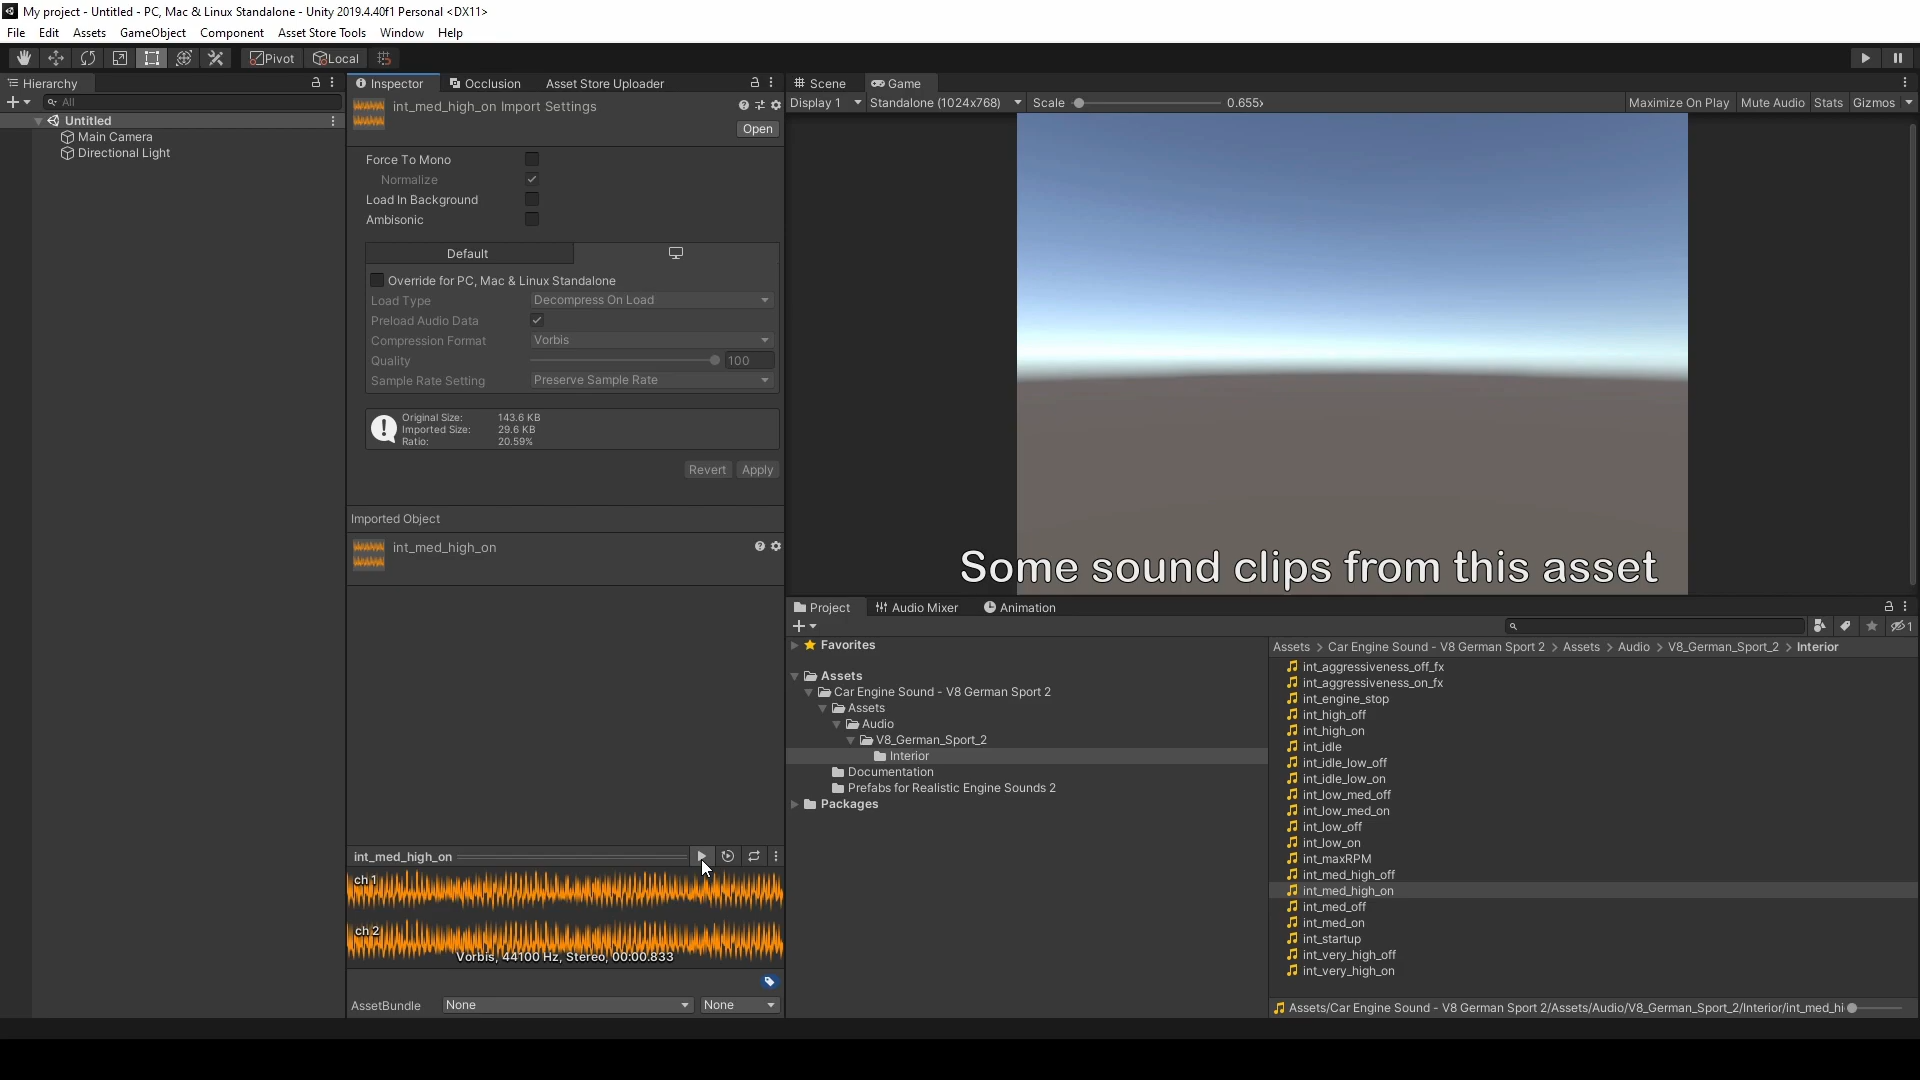 My project - Untitled - PC, Mac & Linux Standalone - Unity 2019.4.40f1 Personal <DX11>
File Edit Assets GameObject Component Asset Store Tools Window Help
Pivot Local
Hierarchy
All
Untitled
Main Camera
Directional Light
Inspector Occlusion Asset Store Uploader
int_med_high_on Import Settings
Open
Force To Mono
Normalize
Load In Background
Ambisonic
Default
Override for PC, Mac & Linux Standalone
Load Type Decompress On Load
Preload Audio Data
Compression Format Vorbis
Quality 100
Sample Rate Setting Preserve Sample Rate
Original Size: 143.6 KB
Imported Size: 29.6 KB
Ratio: 20.59%
Revert Apply
Imported Object
int_med_high_on
int_med_high_on
ch 1
ch 2
Vorbis, 44100 Hz, Stereo, 00:00.833
AssetBundle None None
Scene Game
Display 1 Standalone (1024x768) Scale 0.655x Maximize On Play Mute Audio Stats Gizmos
Some sound clips from this asset
Project Audio Mixer Animation
1
Favorites
Assets
Car Engine Sound - V8 German Sport 2
Assets
Audio
V8_German_Sport_2
Interior
Documentation
Prefabs for Realistic Engine Sounds 2
Packages
Assets > Car Engine Sound - V8 German Sport 2 > Assets > Audio > V8_German_Sport_2 > Interior
int_aggressiveness_off_fx
int_aggressiveness_on_fx
int_engine_stop
int_high_off
int_high_on
int_idle
int_idle_low_off
int_idle_low_on
int_low_med_off
int_low_med_on
int_low_off
int_low_on
int_maxRPM
int_med_high_off
int_med_high_on
int_med_off
int_med_on
int_startup
int_very_high_off
int_very_high_on
Assets/Car Engine Sound - V8 German Sport 2/Assets/Audio/V8_German_Sport_2/Interior/int_med_hi